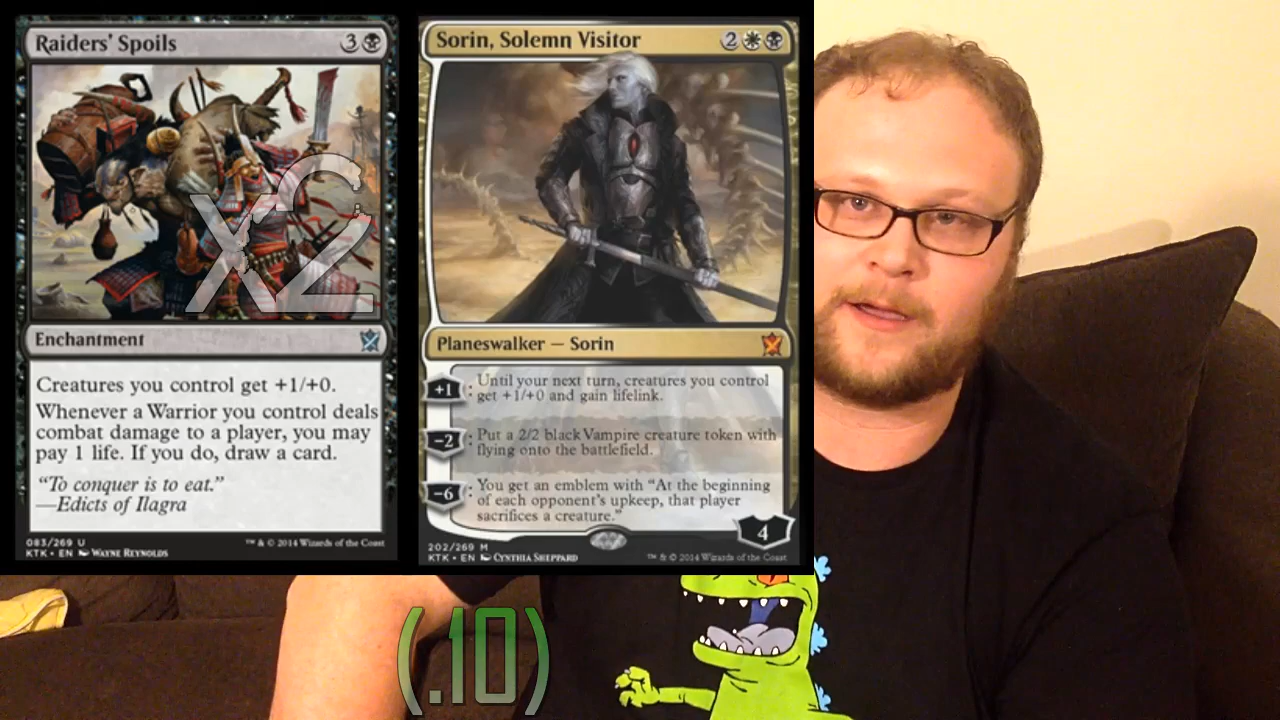 Raiders' Spoils 3
x2
Enchantment
Creatures you control get +1/+0.
Whenever a Warrior you control deals
combat damage to a player, you may
pay 1 life. If you do, draw a card.
"To conquer is to eat."
—Edicts of Ilagra
083/269 U
KTK • EN Wayne Reynolds
™ & © 2014 Wizards of the Coast
Sorin, Solemn Visitor 2
Planeswalker — Sorin
+1 : Until your next turn, creatures you control
get +1/+0 and gain lifelink.
−2 : Put a 2/2 black Vampire creature token with
flying onto the battlefield.
−6 : You get an emblem with "At the beginning
of each opponent's upkeep, that player
sacrifices a creature."
4
202/269 M
KTK • EN Cynthia Sheppard
™ & © 2014 Wizards of the Coast
(.10)